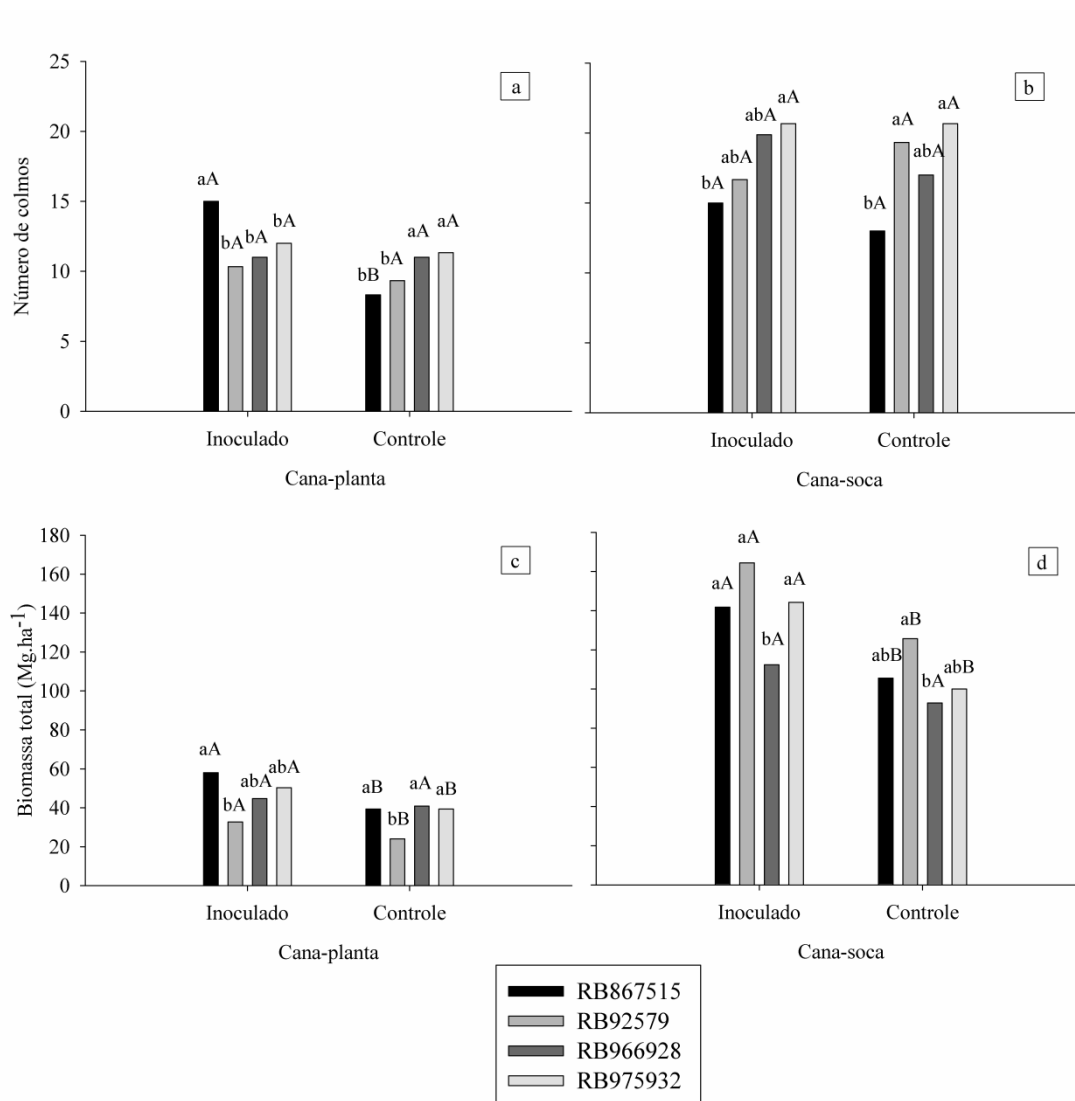 25
20
15
10
5
0
Número de colmos
a
aA
bA
bA
bA
bB
bA
aA
aA
Inoculado
Controle
Cana-planta
b
bA
abA
abA
aA
bA
aA
abA
aA
Inoculado
Controle
Cana-soca
180
160
140
120
100
80
60
40
20
0
Biomassa total (Mg.ha-1)
c
aA
bA
abA
abA
aB
bB
aA
aB
Inoculado
Controle
Cana-planta
d
aA
aA
bA
aA
abB
aB
bA
abB
Inoculado
Controle
Cana-soca
RB867515
RB92579
RB966928
RB975932